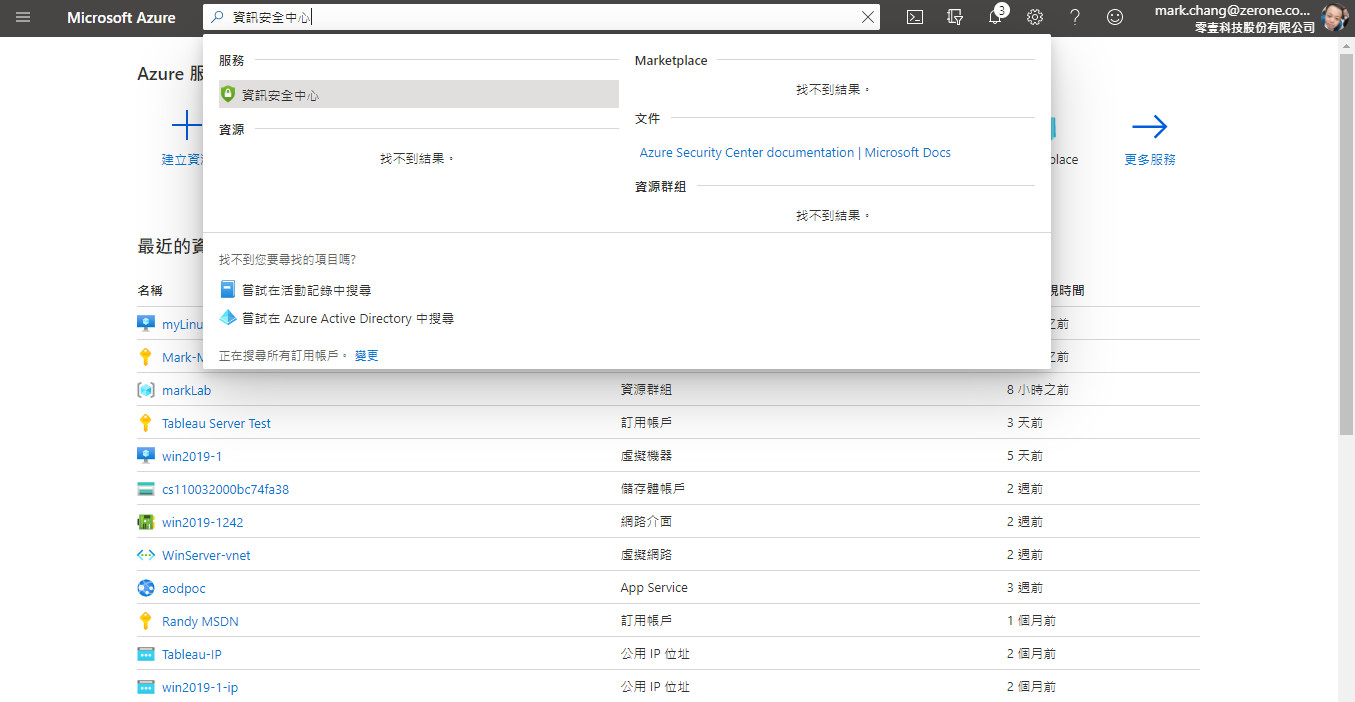 Microsoft Azure
資訊安全中心
3
mark.chang@zerone.co...
零壹科技股份有限公司
服務
資訊安全中心
資源
找不到結果。
Marketplace
找不到結果。
文件
Azure Security Center documentation | Microsoft Docs
資源群組
找不到結果。
找不到您要尋找的項目嗎?
嘗試在活動記錄中搜尋
嘗試在 Azure Active Directory 中搜尋
正在搜尋所有訂用帳戶。 變更
Azure 服
建立資
place
更多服務
最近的資
名稱
視時間
myLinu
之前
Mark-M
之前
markLab 資源群組 8 小時之前
Tableau Server Test 訂用帳戶 3 天前
win2019-1 虛擬機器 5 天前
cs110032000bc74fa38 儲存體帳戶 2 週前
win2019-1242 網路介面 2 週前
WinServer-vnet 虛擬網路 2 週前
aodpoc App Service 3 週前
Randy MSDN 訂用帳戶 1 個月前
Tableau-IP 公用 IP 位址 2 個月前
win2019-1-ip 公用 IP 位址 2 個月前